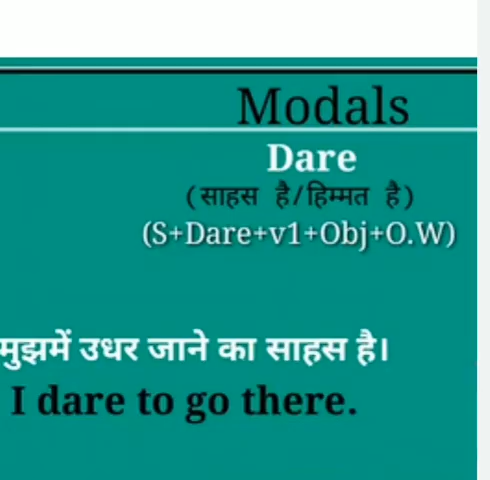 Modals
Dare
(साहस है/हिम्मत है)
(S+Dare+v1+Obj+O.W)
मुझमें उधर जाने का साहस है।
I dare to go there.